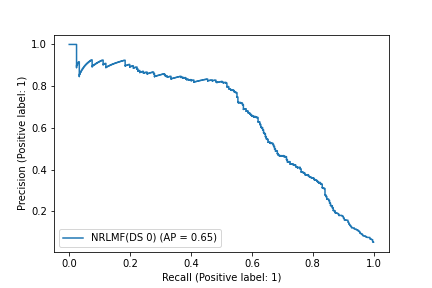 Precision (Positive label: 1)
1.0
0.8
0.6
0.4
0.2
NRLMF(DS 0) (AP = 0.65)
0.0 0.2 0.4 0.6 0.8 1.0
Recall (Positive label: 1)